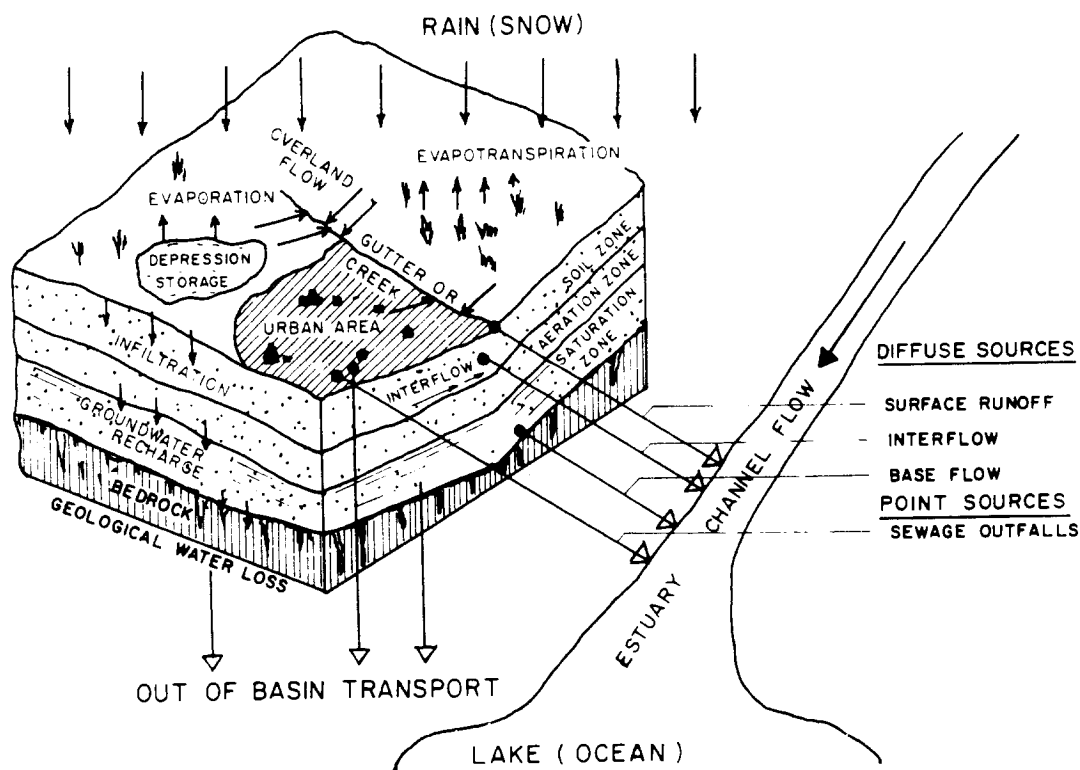 RAIN (SNOW)
OVERLAND
FLOW
EVAPOTRANSPIRATION
EVAPORATION
DEPRESSION
STORAGE
GUTTER OR
CREEK
URBAN AREA
SOIL ZONE
AERATION ZONE
SATURATION
ZONE
INFILTRATION
INTERFLOW
GROUNDWATER
RECHARGE
BEDROCK
GEOLOGICAL WATER LOSS
OUT OF BASIN TRANSPORT
CHANNEL FLOW
DIFFUSE SOURCES
SURFACE RUNOFF
INTERFLOW
BASE FLOW
POINT SOURCES
SEWAGE OUTFALLS
ESTUARY
LAKE (OCEAN)